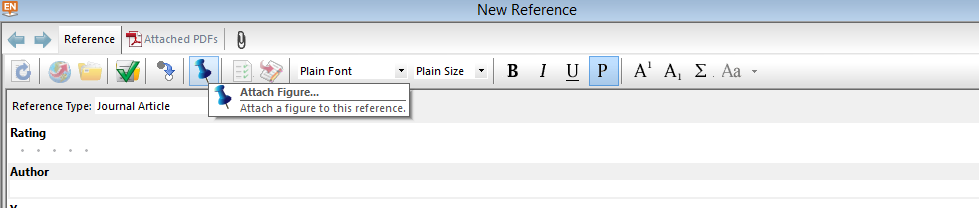 EN
New Reference
Reference Attached PDFs
Plain Font Plain Size B I U P A¹ A₁ Σ Aa
Attach Figure...
Reference Type: Journal Article
Attach a figure to this reference.
Rating
Author